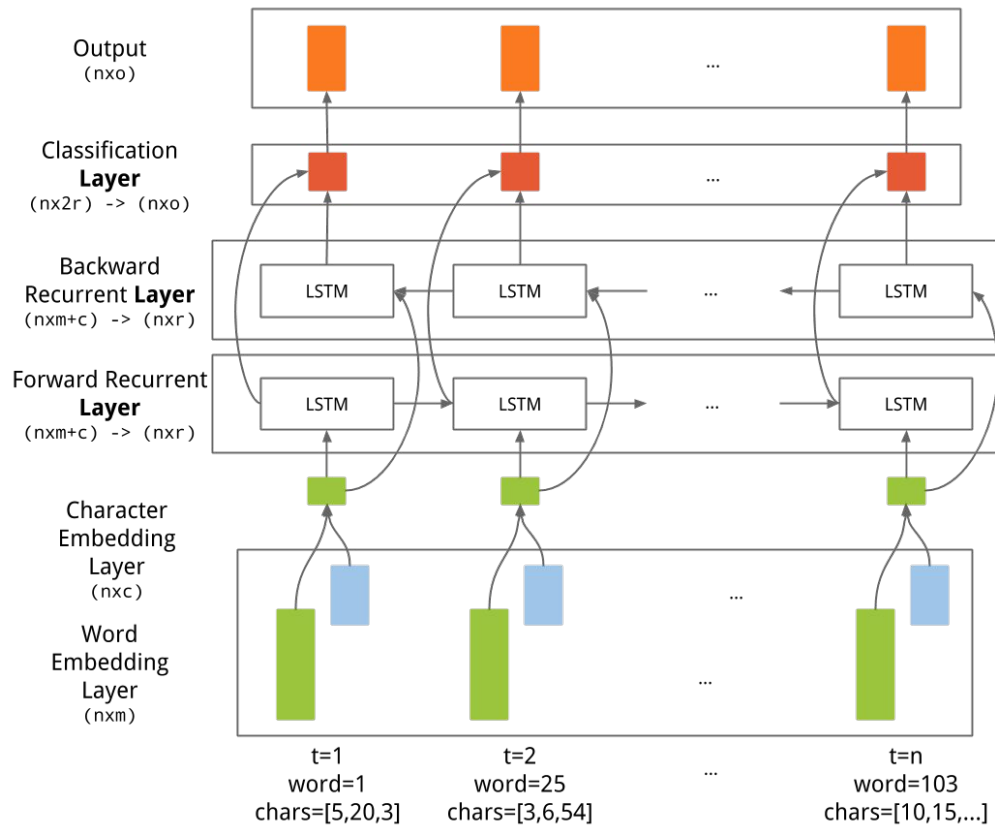 Output
(nxo)
...
Classification
Layer
(nx2r) -> (nxo)
...
Backward
Recurrent Layer
(nxm+c) -> (nxr)
LSTM
LSTM
...
LSTM
Forward Recurrent
Layer
(nxm+c) -> (nxr)
LSTM
LSTM
...
LSTM
Character
Embedding
Layer
(nxc)
...
Word
Embedding
Layer
(nxm)
...
t=1
word=1
chars=[5,20,3]
t=2
word=25
chars=[3,6,54]
...
t=n
word=103
chars=[10,15,...]